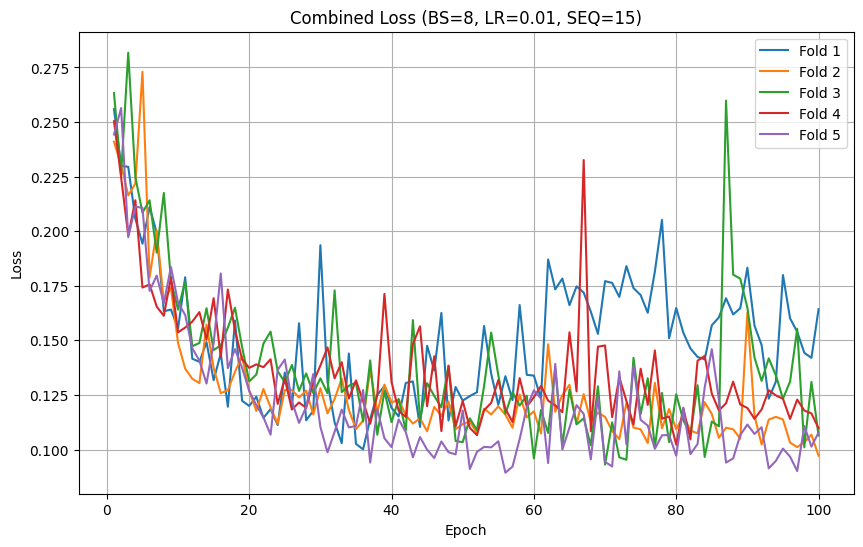 Combined Loss (BS=8, LR=0.01, SEQ=15)
Fold 1
Fold 2
Fold 3
Fold 4
Fold 5
Loss
0.275
0.250
0.225
0.200
0.175
0.150
0.125
0.100
0
20
40
60
80
100
Epoch